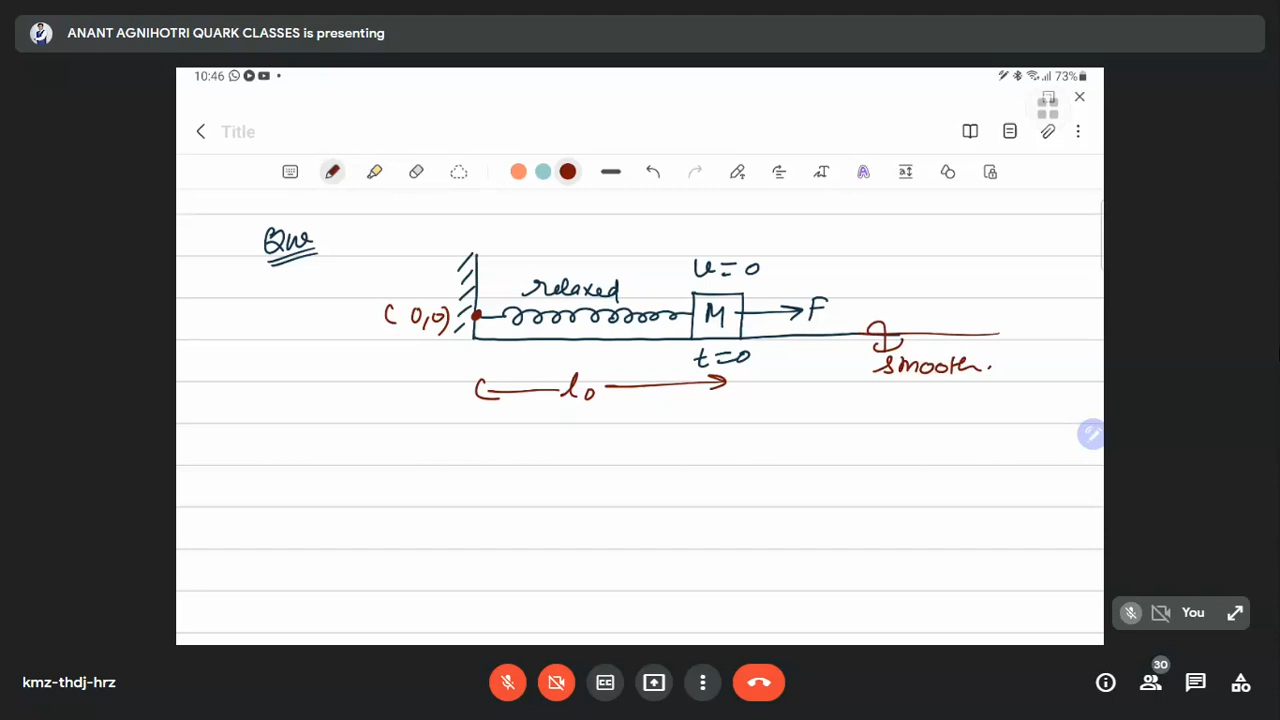 ANANT AGNIHOTRI QUARK CLASSES is presenting
10:46
73%
Title
Que
u = 0
relaxed
(0,0)
M
F
t = 0
smooth.
l0
You
kmz-thdj-hrz
CC
30